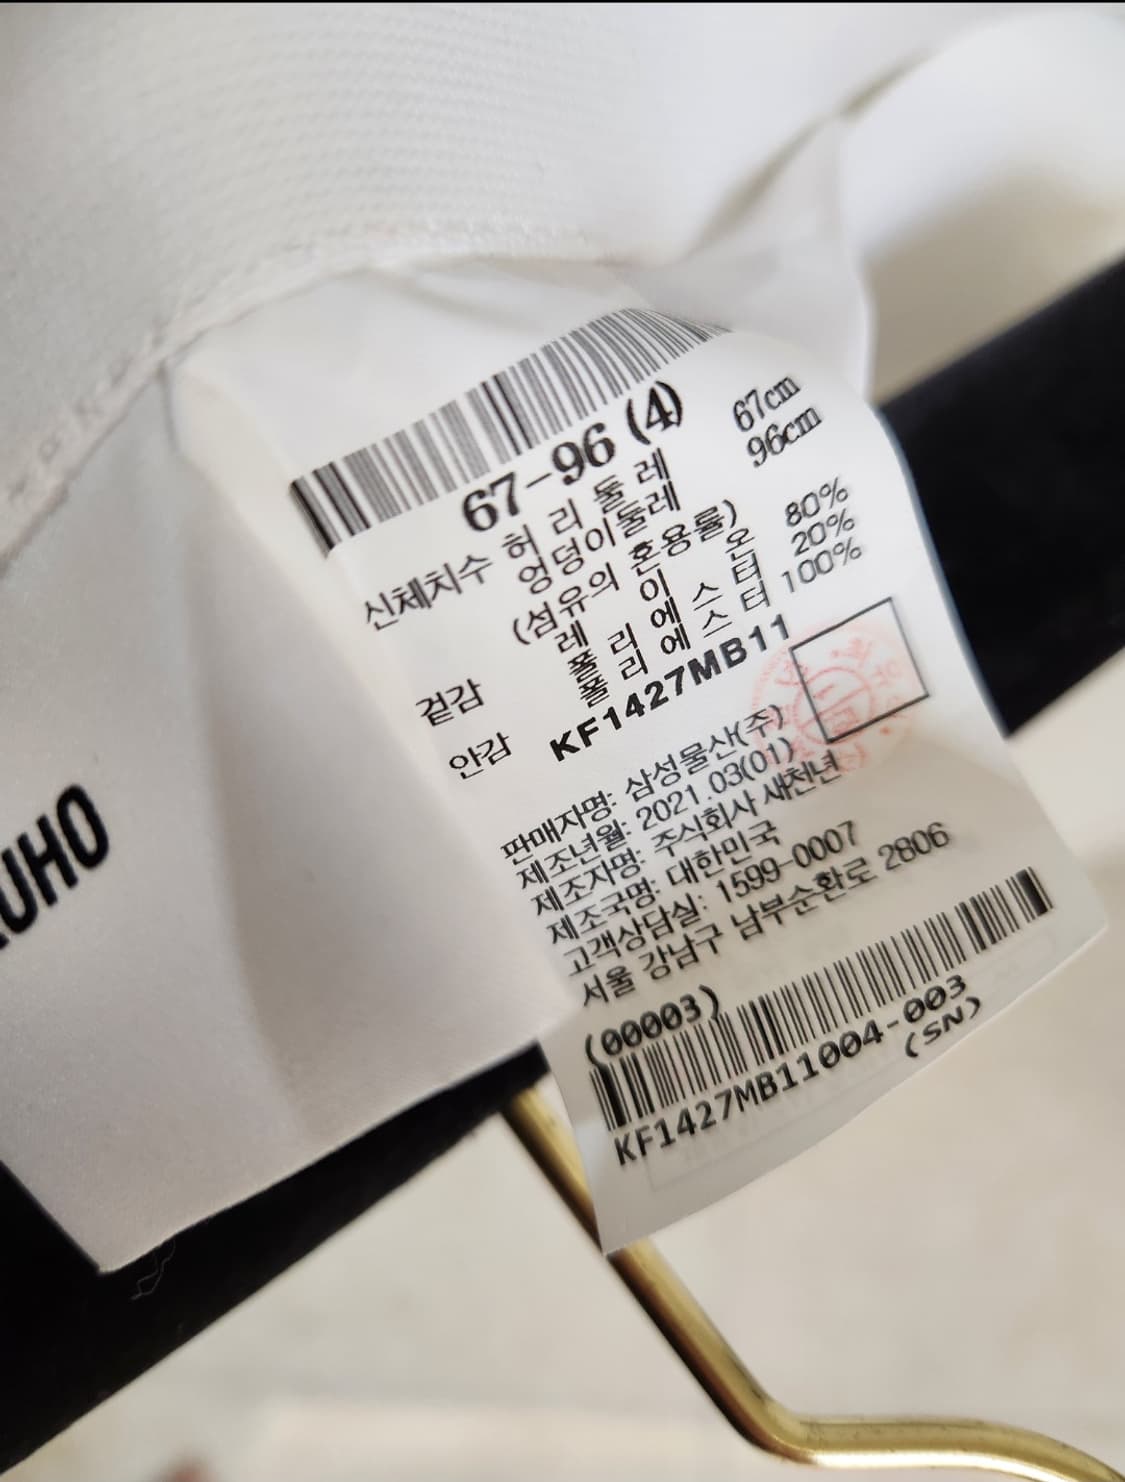 UHO
67-96 (4)
신체치수 허 리 둘 레 67cm
엉덩이둘레 96cm
(섬유의 혼용률)
겉감 레 이 온 80%
폴 리 에 스 터 20%
안감 폴 리 에 스 터 100%
KF1427MB11
판매자명: 삼성물산(주)
제조년월: 2021.03(01)
제조자명: 주식회사 새천년
제조국명: 대한민국
고객상담실: 1599-0007
서울 강남구 남부순환로 2806
(00003)
KF1427MB11004-003
(SN)